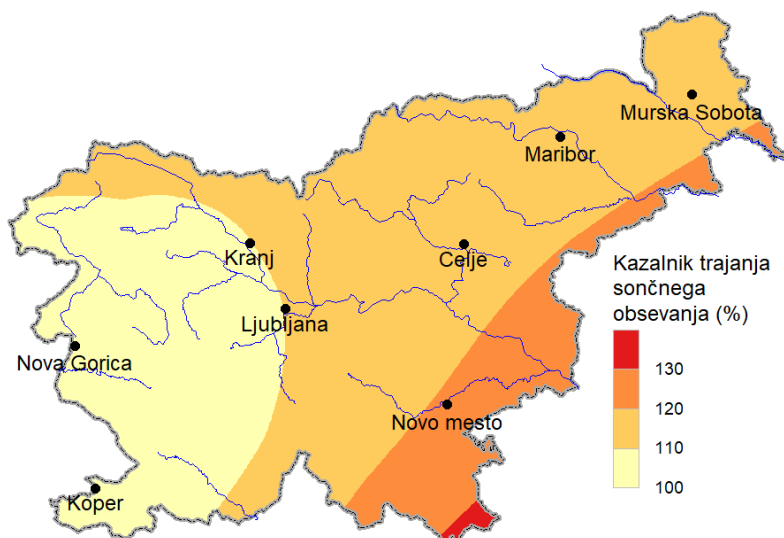 Murska Sobota
Maribor
Kranj
Celje
Ljubljana
Nova Gorica
Novo mesto
Koper
Kazalnik trajanja
sončnega
obsevanja (%)
130
120
110
100